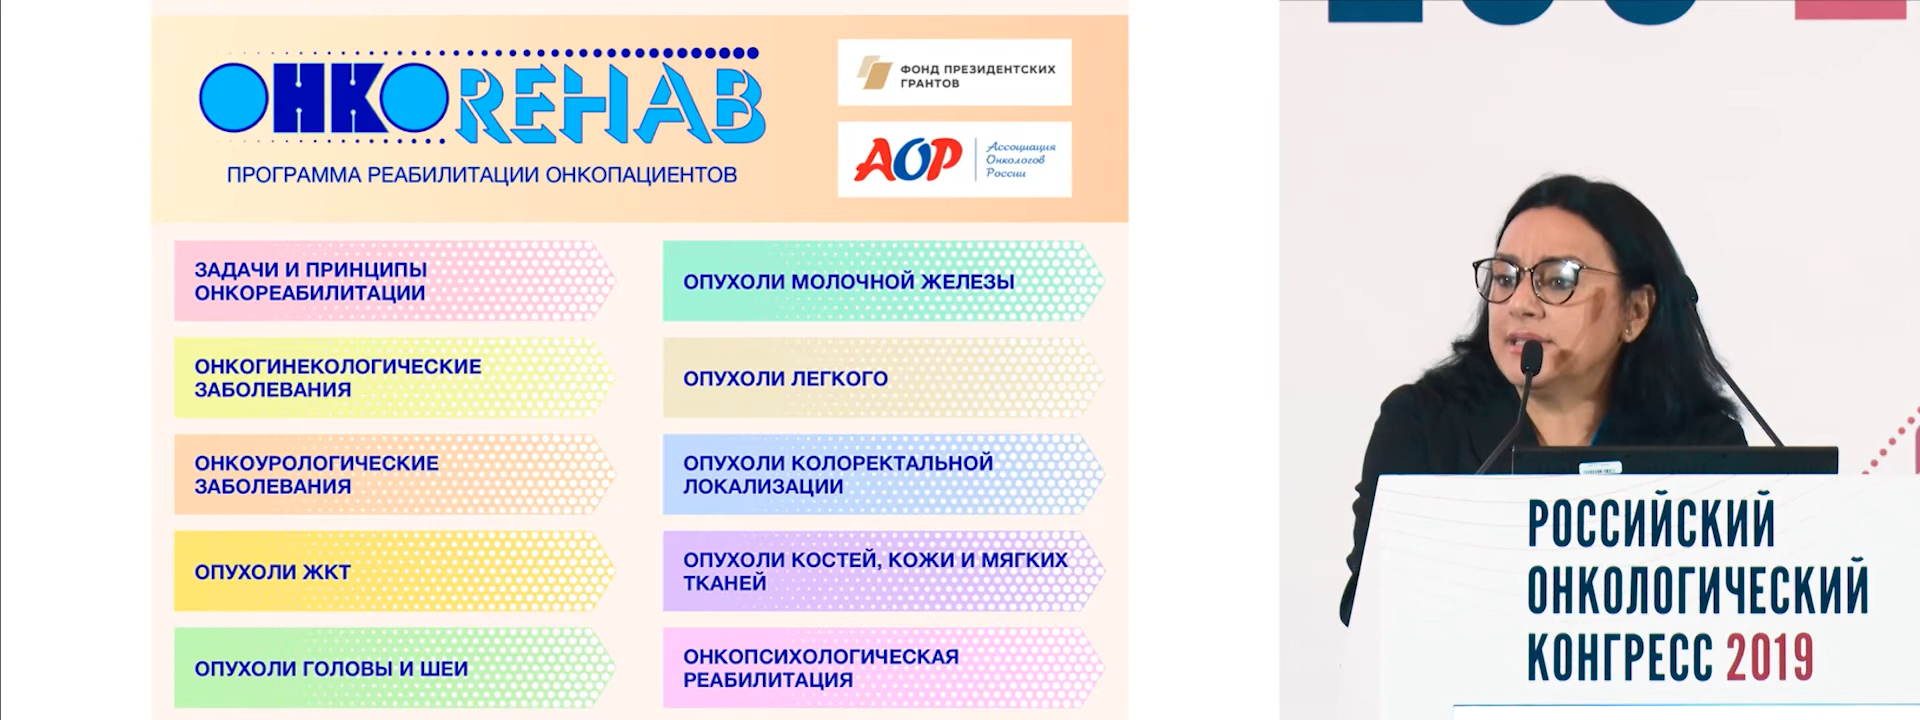 ОНКОREHAB
ПРОГРАММА РЕАБИЛИТАЦИИ ОНКОПАЦИЕНТОВ
ФОНД ПРЕЗИДЕНТСКИХ
ГРАНТОВ
АОР
Ассоциация
Онкологов
России
ЗАДАЧИ И ПРИНЦИПЫ
ОНКОРЕАБИЛИТАЦИИ
ОНКОГИНЕКОЛОГИЧЕСКИЕ
ЗАБОЛЕВАНИЯ
ОНКОУРОЛОГИЧЕСКИЕ
ЗАБОЛЕВАНИЯ
ОПУХОЛИ ЖКТ
ОПУХОЛИ ГОЛОВЫ И ШЕИ
ОПУХОЛИ МОЛОЧНОЙ ЖЕЛЕЗЫ
ОПУХОЛИ ЛЕГКОГО
ОПУХОЛИ КОЛОРЕКТАЛЬНОЙ
ЛОКАЛИЗАЦИИ
ОПУХОЛИ КОСТЕЙ, КОЖИ И МЯГКИХ
ТКАНЕЙ
ОНКОПСИХОЛОГИЧЕСКАЯ
РЕАБИЛИТАЦИЯ
РОССИЙСКИЙ
ОНКОЛОГИЧЕСКИЙ
КОНГРЕСС 2019